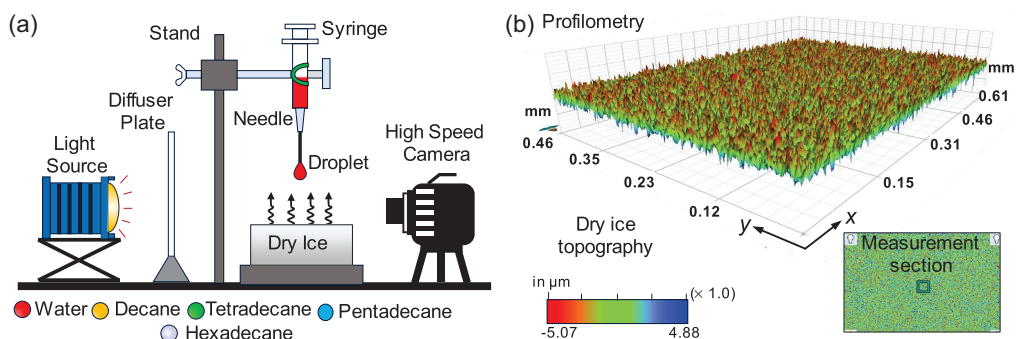 (a)
Stand
Syringe
Diffuser
Plate
Needle
Light
Source
High Speed
Camera
Droplet
Dry Ice
Water
Decane
Tetradecane
Pentadecane
Hexadecane
(b)
Profilometry
mm
0.61
0.46
0.31
0.15
mm
0.46
0.35
0.23
0.12
y
x
Dry ice
topography
Measurement
section
in μm
(× 1.0)
-5.07
4.88